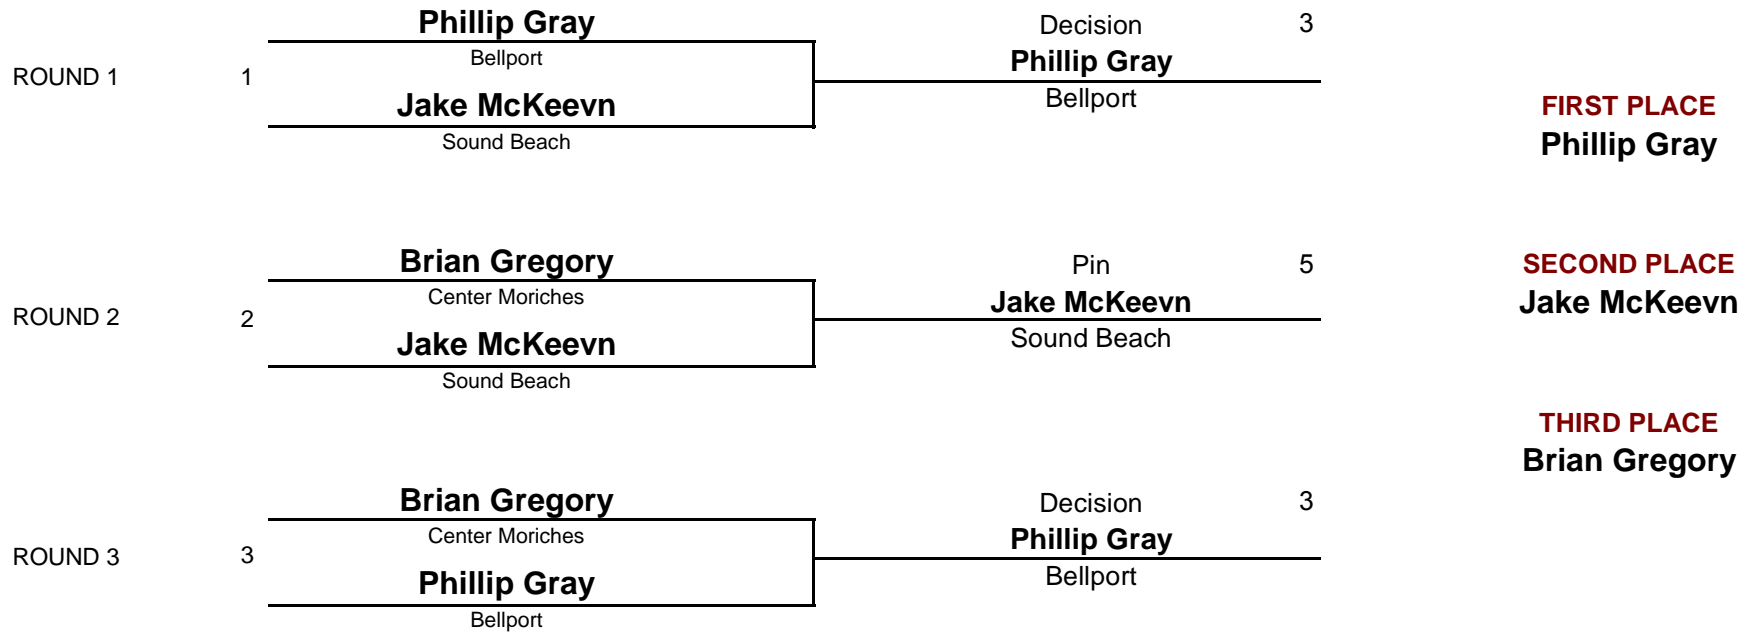 Phillip Gray
Decision 3
Bellport
Phillip Gray
ROUND 1 1
Jake McKeevn
Bellport
FIRST PLACE
Sound Beach
Phillip Gray
Brian Gregory
Pin 5
SECOND PLACE
Center Moriches
Jake McKeevn
Jake McKeevn
ROUND 2 2
Jake McKeevn
Sound Beach
Sound Beach
THIRD PLACE
Brian Gregory
Brian Gregory
Decision 3
Center Moriches
Phillip Gray
ROUND 3 3
Phillip Gray
Bellport
Bellport